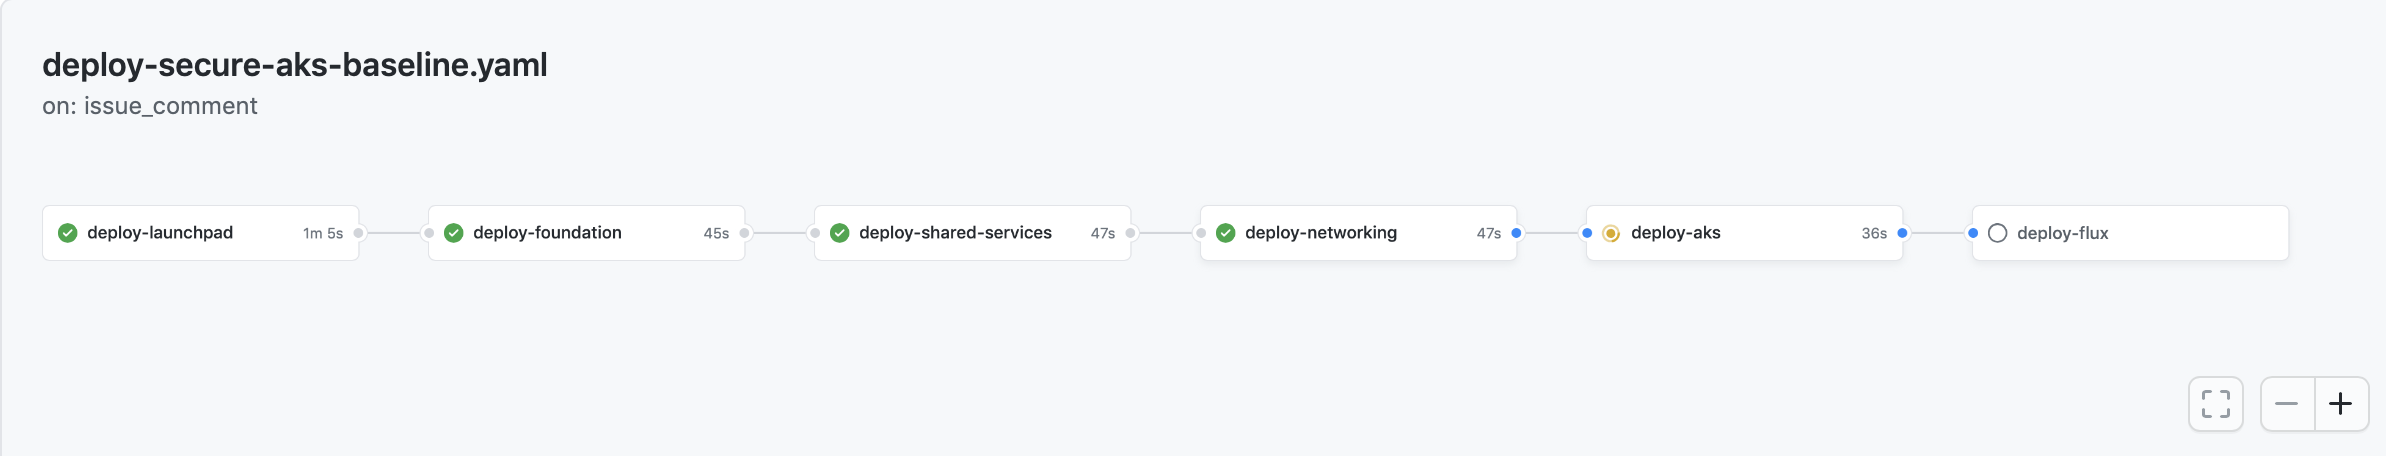 deploy-secure-aks-baseline.yaml
on: issue_comment
deploy-launchpad 1m 5s
deploy-foundation 45s
deploy-shared-services 47s
deploy-networking 47s
deploy-aks 36s
deploy-flux